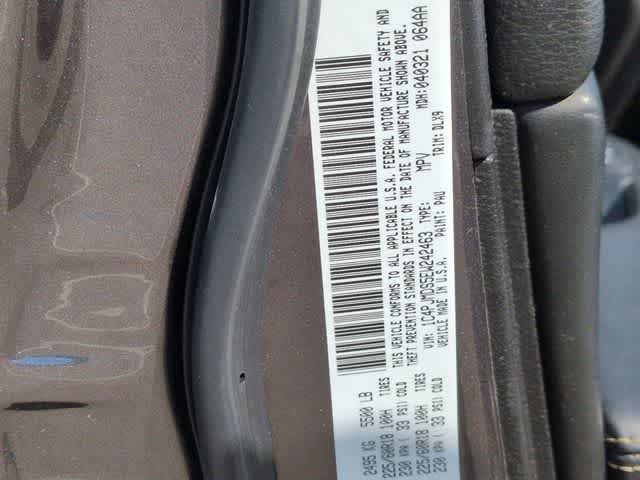 2495 KG 5500 LB
225/60R18 100H TIRES
230 KPA ( 33 PSI) COLD
225/60R18 100H TIRES
230 KPA ( 33 PSI) COLD
THIS VEHICLE CONFORMS TO ALL APPLICABLE U.S.A. FEDERAL MOTOR VEHICLE SAFETY AND
THEFT PREVENTION STANDARDS IN EFFECT ON THE DATE OF MANUFACTURE SHOWN ABOVE.
VIN: 1C4PJMDS5EW242463 TYPE: MPV MDH:040321 064AA
MADE IN U.S.A. PAINT: PAU TRIM: DLX9